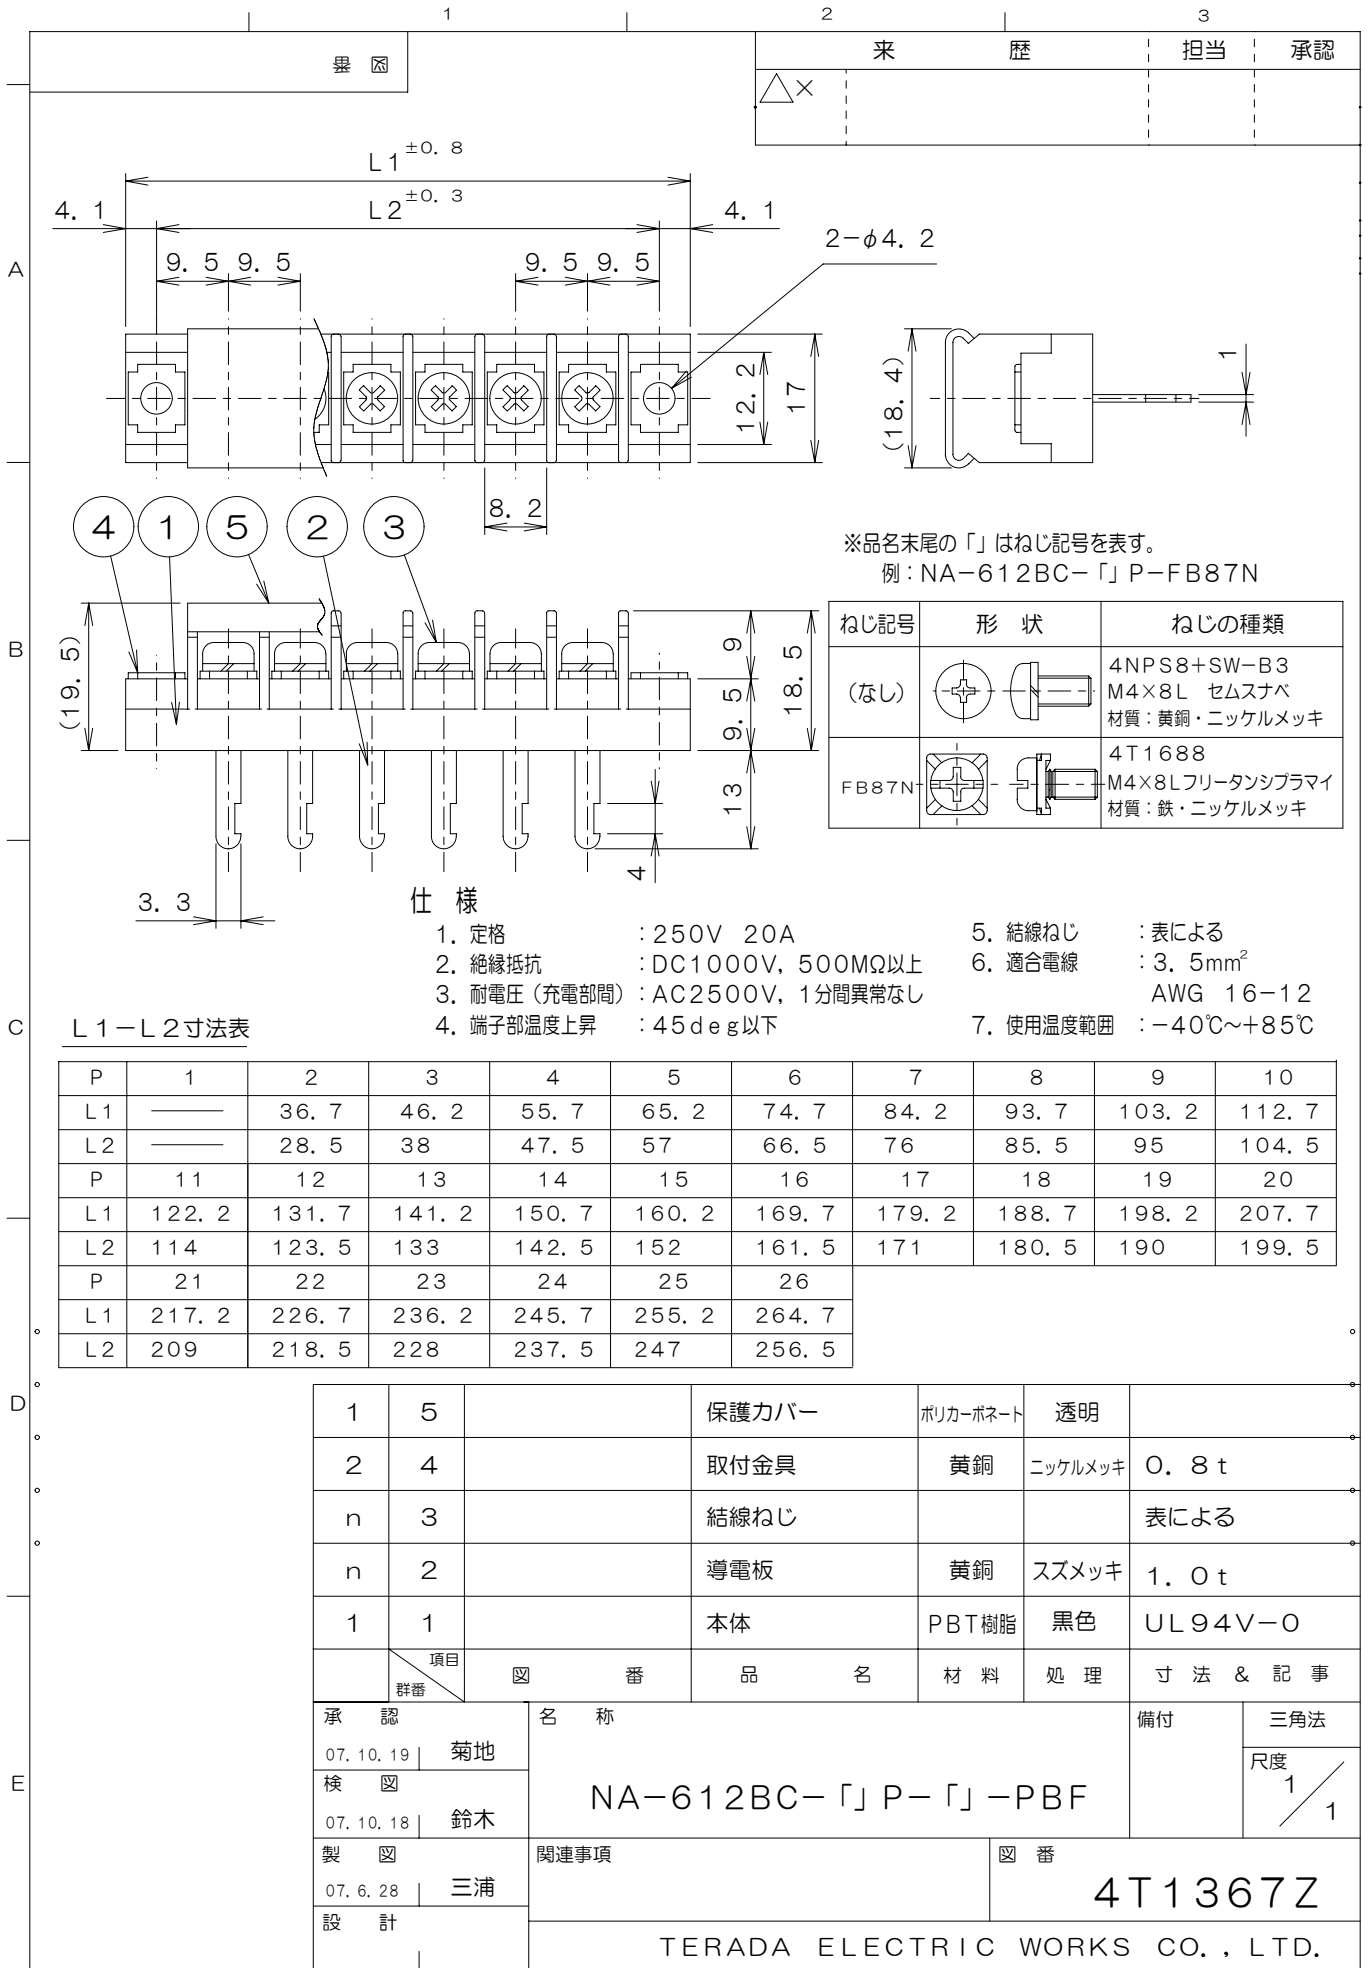 1 2 3
図番
来 歴 担当 承認
△×
L1±0.8
L2±0.3
4.1 4.1
2-φ4.2
9.5 9.5 9.5 9.5
A
12.2
17
(18.4)
1
8.2
4 1 5 2 3
※品名末尾の「」はねじ記号を表す。
例：NA-612BC-「」P-FB87N
B
ねじ記号 形 状 ねじの種類
(なし) 4NPS8+SW-B3
M4×8L セムスナベ
材質：黄銅・ニッケルメッキ
FB87N 4T1688
M4×8Lフリータンシプラマイ
材質：鉄・ニッケルメッキ
(19.5)
9
9.5
18.5
13
4
3.3
仕 様
1. 定格 ：250V 20A
2. 絶縁抵抗 ：DC1000V, 500MΩ以上
3. 耐電圧（充電部間）：AC2500V, 1分間異常なし
4. 端子部温度上昇 ：45deg以下
5. 結線ねじ ：表による
6. 適合電線 ：3.5mm²
AWG 16-12
7. 使用温度範囲 ：-40℃~+85℃
C
L1-L2寸法表
P 1 2 3 4 5 6 7 8 9 10
L1 —— 36.7 46.2 55.7 65.2 74.7 84.2 93.7 103.2 112.7
L2 —— 28.5 38 47.5 57 66.5 76 85.5 95 104.5
P 11 12 13 14 15 16 17 18 19 20
L1 122.2 131.7 141.2 150.7 160.2 169.7 179.2 188.7 198.2 207.7
L2 114 123.5 133 142.5 152 161.5 171 180.5 190 199.5
P 21 22 23 24 25 26
L1 217.2 226.7 236.2 245.7 255.2 264.7
L2 209 218.5 228 237.5 247 256.5
D
1 5 保護カバー ポリカーボネート 透明
2 4 取付金具 黄銅 ニッケルメッキ 0.8t
n 3 結線ねじ 表による
n 2 導電板 黄銅 スズメッキ 1.0t
1 1 本体 PBT樹脂 黒色 UL94V-0
項目
群番
図 番 品 名 材 料 処 理 寸 法 & 記 事
E
承 認
07.10.19 菊地
検 図
07.10.18 鈴木
製 図
07.6.28 三浦
設 計
名 称
NA-612BC-「」P-「」-PBF
備付
三角法
尺度
1/1
関連事項
図 番
4T1367Z
TERADA ELECTRIC WORKS CO., LTD.